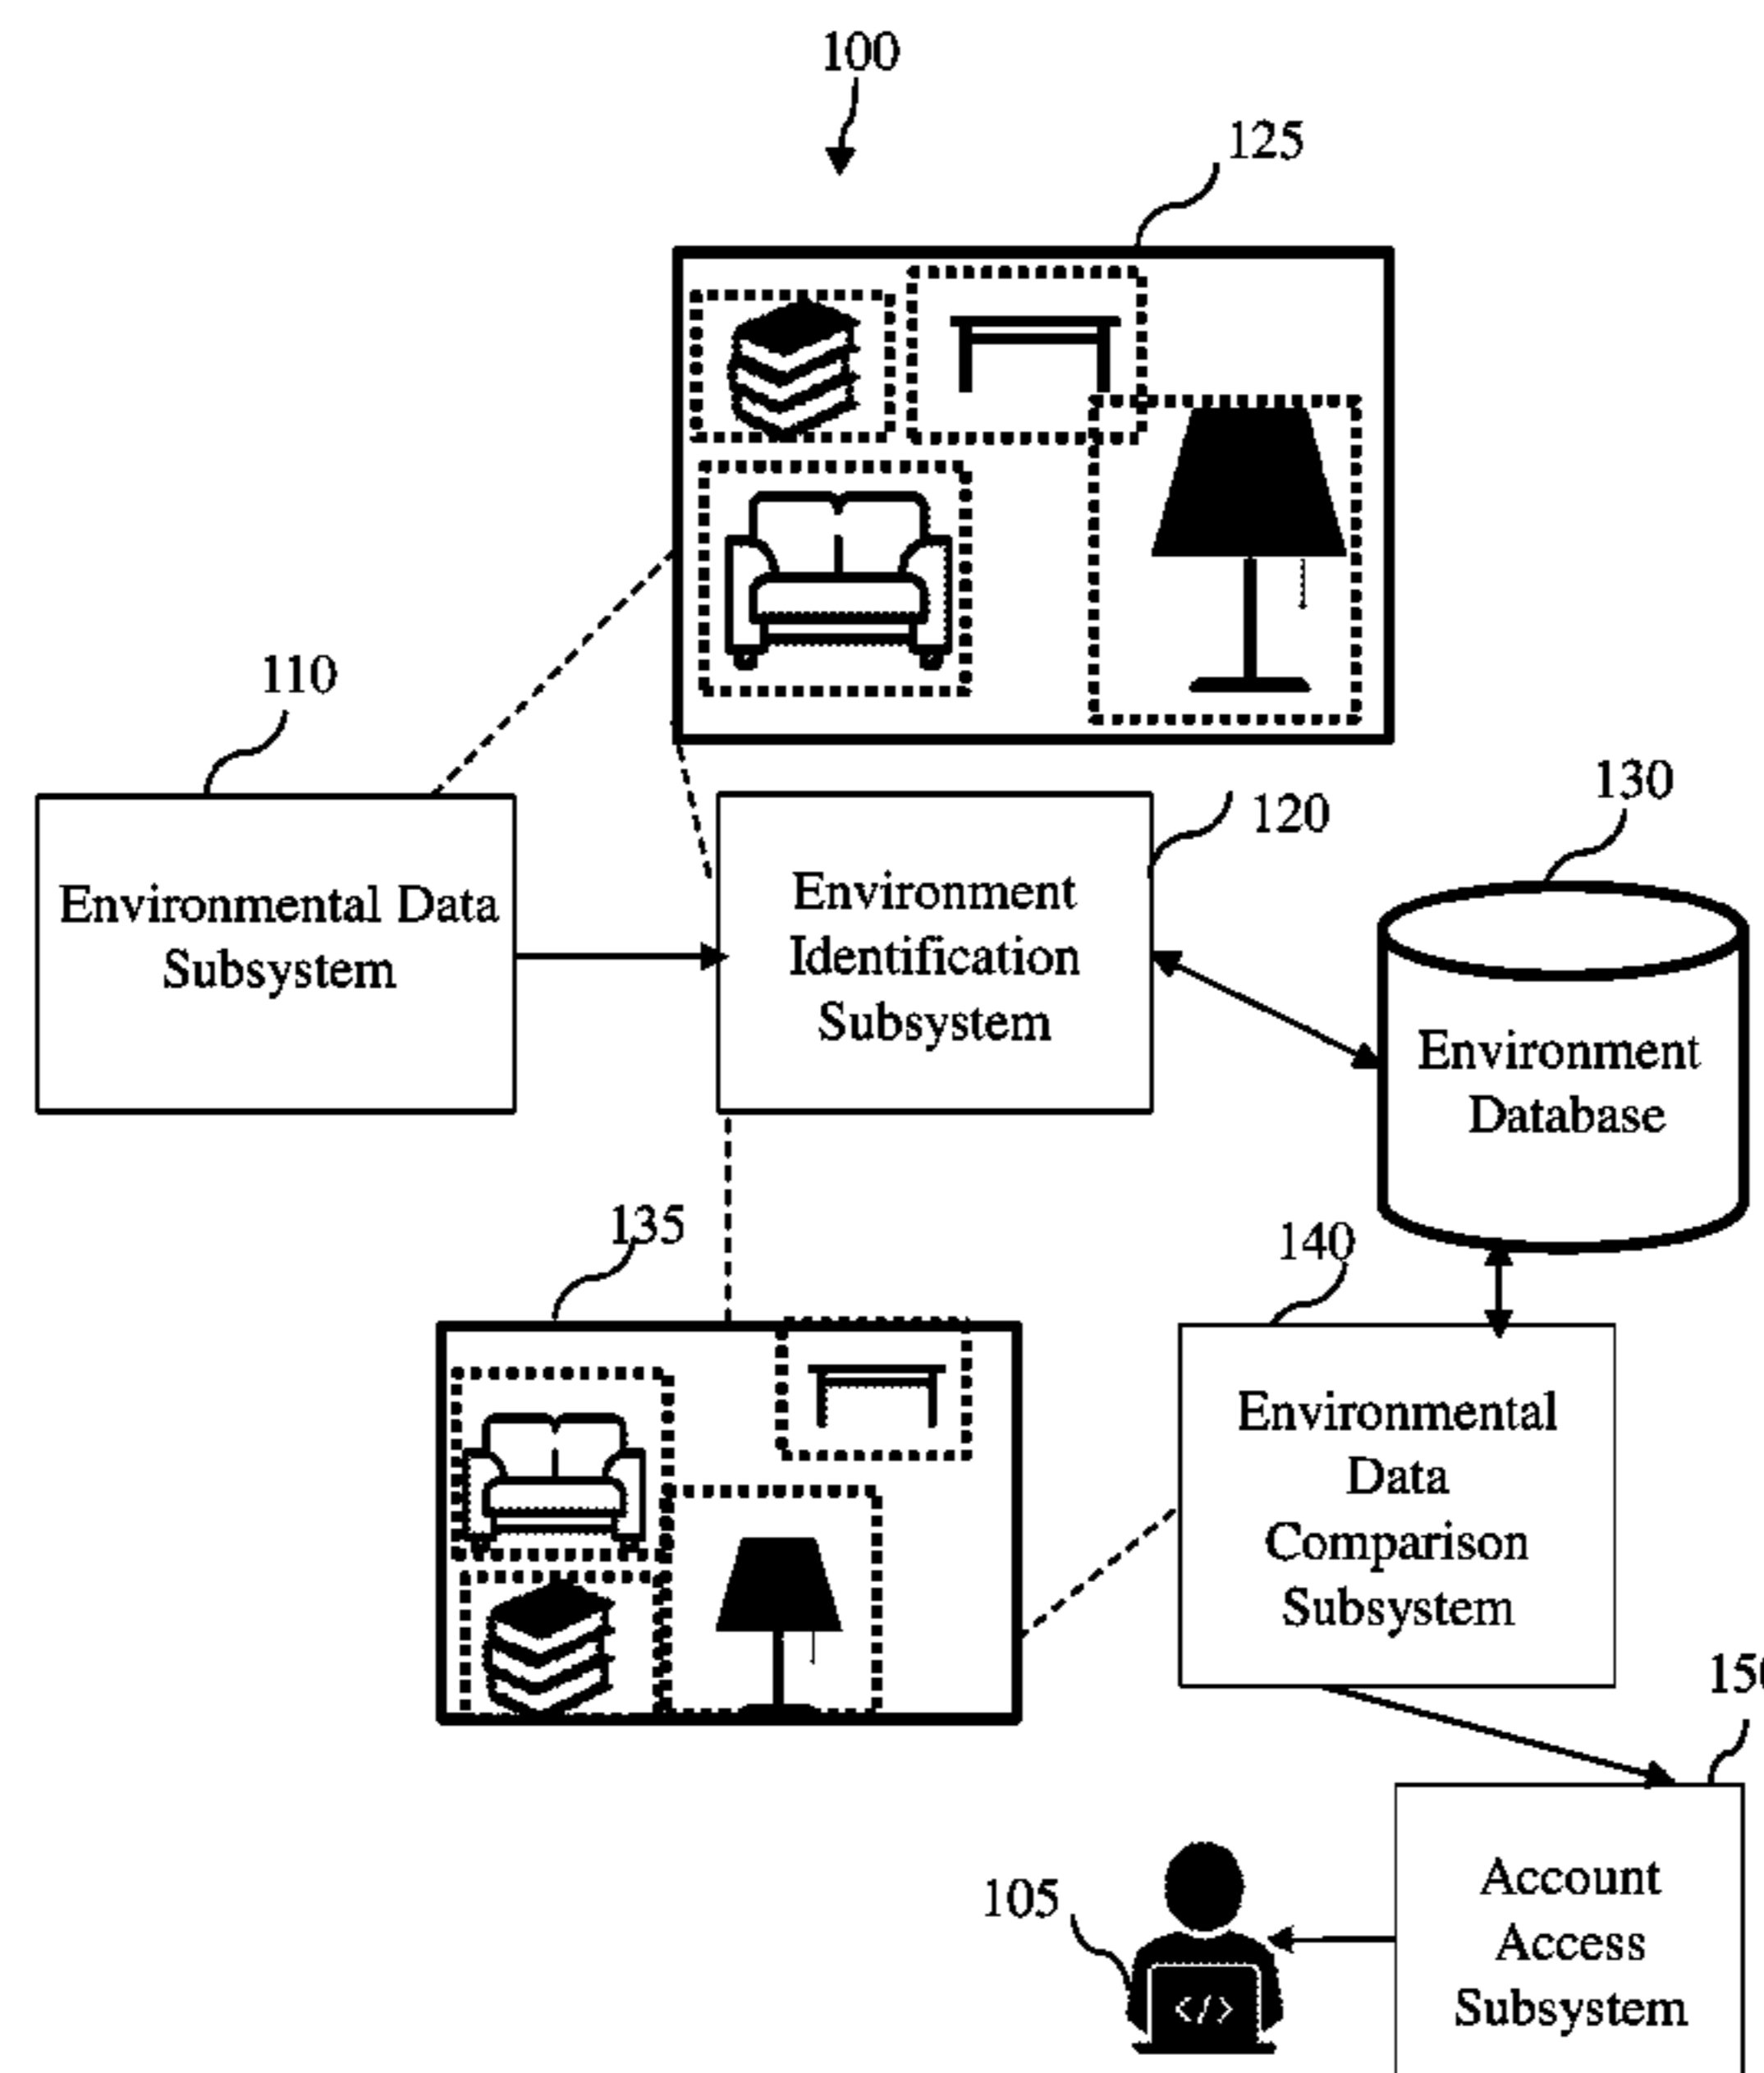 100
125
110
120
130
Environmental Data
Subsystem
Environment
Identification
Subsystem
Environment
Database
135
140
Environmental
Data
Comparison
Subsystem
150
105
</>
Account
Access
Subsystem